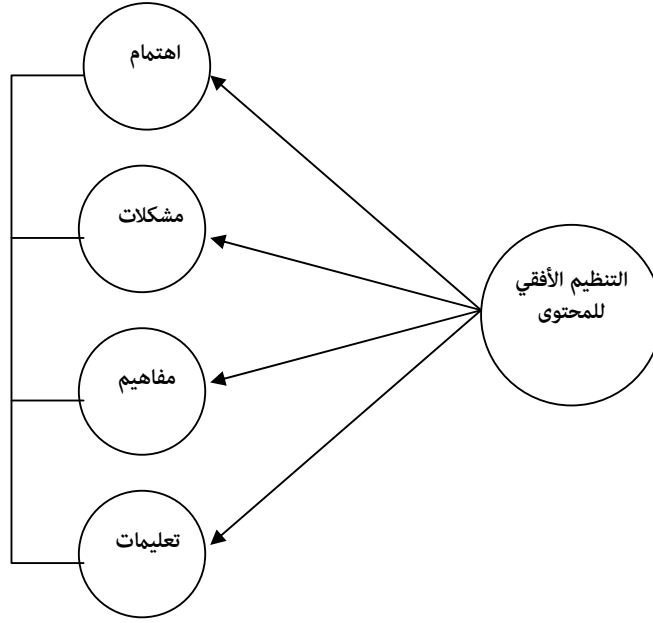 اهتمام
مشكلات
التنظيم الأفقي
للمحتوى
مفاهيم
تعليمات